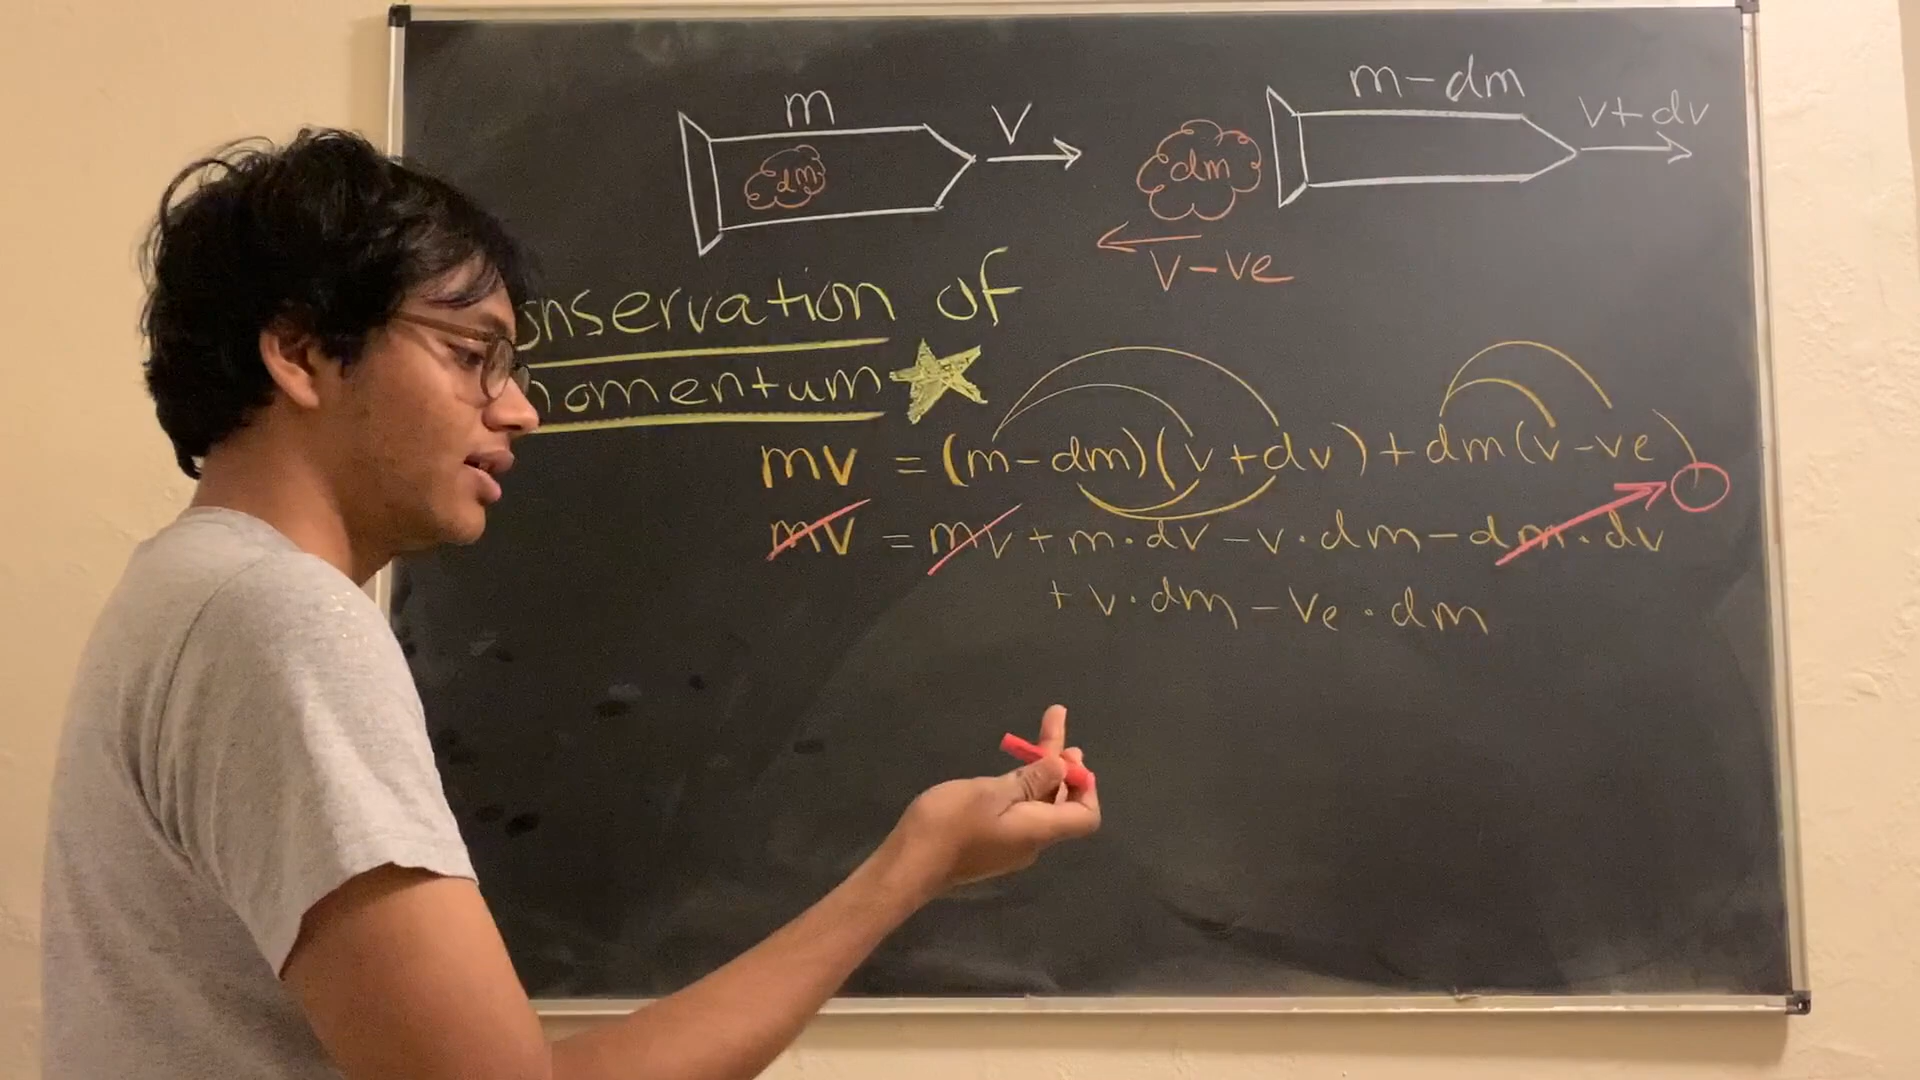 m
dm
v
dm
v-ve
m-dm
v+dv
onservation of
omentum
mv = (m-dm)(v+dv)+dm(v-ve)
mv = mv+m·dv-v·dm-dm·dv
+v·dm-ve·dm